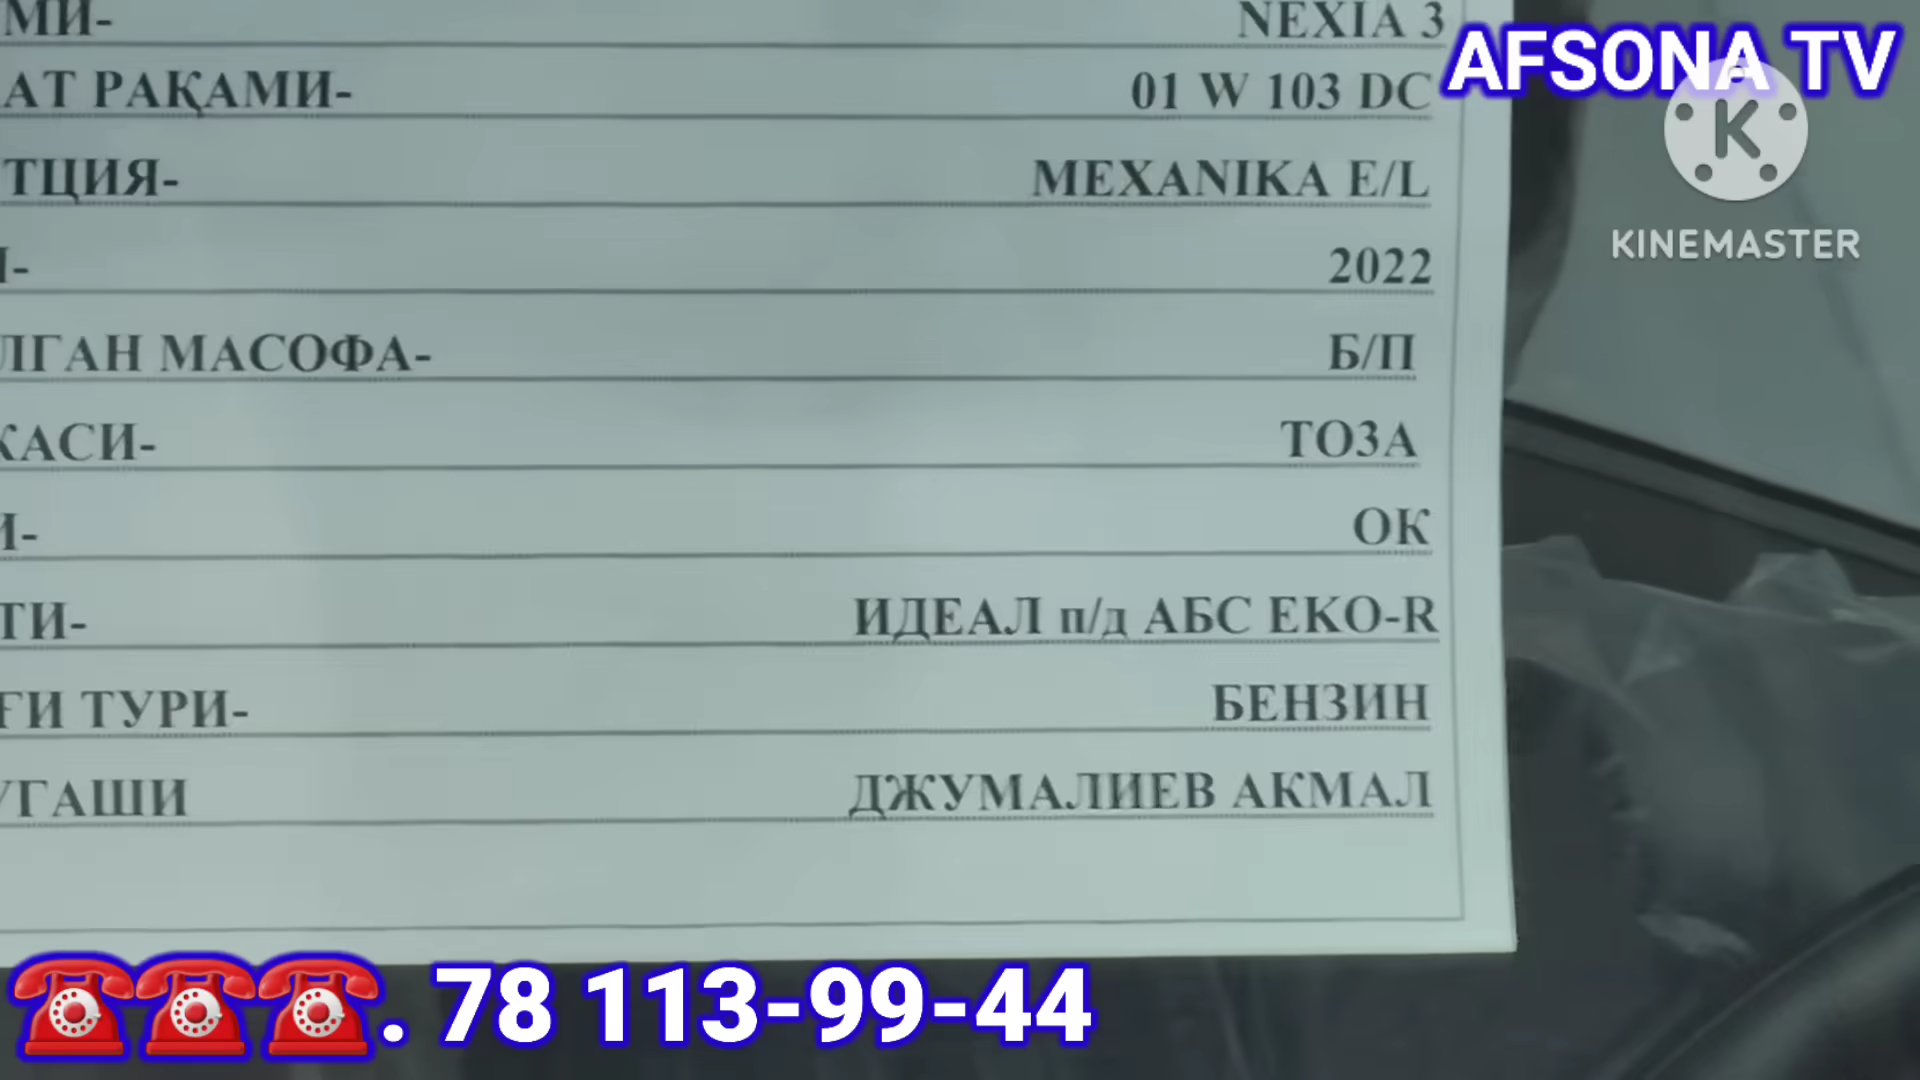 МИ- NEXIA 3
АТ РАҚАМИ- 01 W 103 DC
ТЦИЯ- MEXANIKA E/L
2022
ЛГАН МАСОФА- Б/П
КАСИ- ТОЗА
И- ОК
ТИ- ИДЕАЛ п/д АБС EKO-R
ҒИ ТУРИ- БЕНЗИН
УГАШИ ДЖУМАЛИЕВ АКМАЛ
AFSONA TV
K
KINEMASTER
. 78 113-99-44